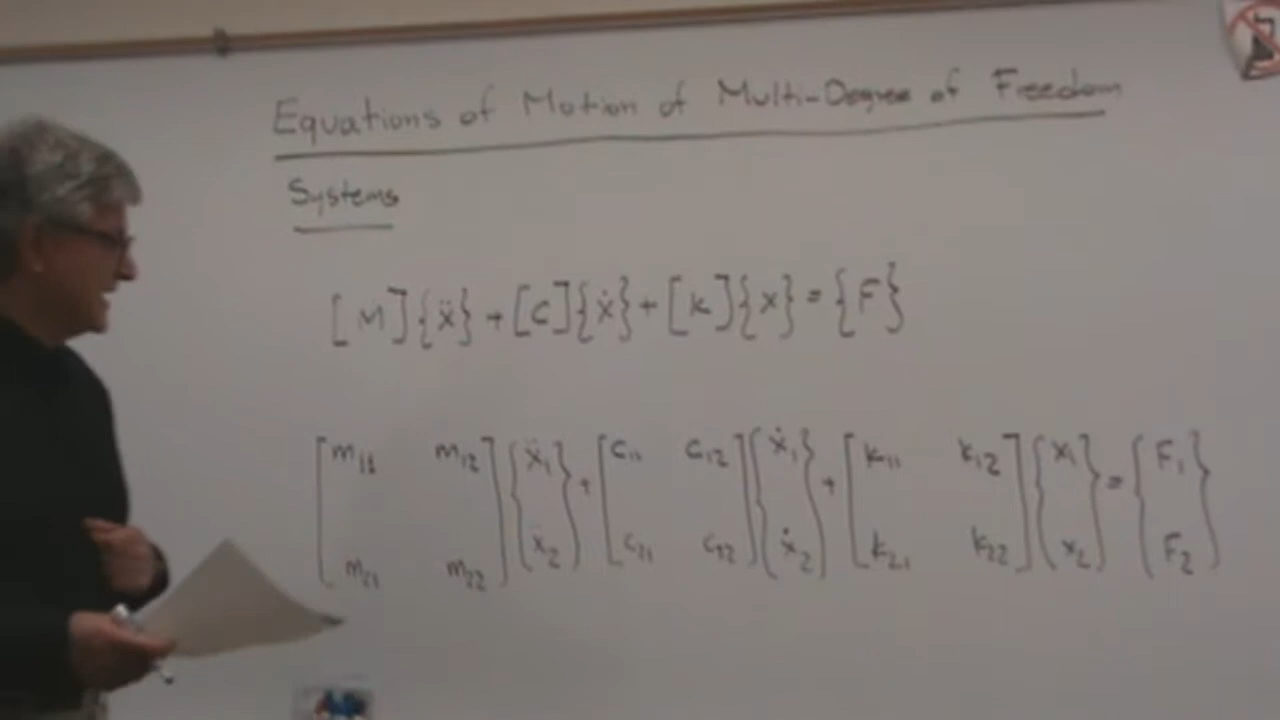 Equations of Motion of Multi-Degree of Freedom
Systems
[M]{ẍ} + [C]{ẋ} + [K]{x} = {F}
[m₁₁ m₁₂] {ẍ₁} + [c₁₁ c₁₂] {ẋ₁} + [k₁₁ k₁₂] {x₁} = {F₁}
[m₂₁ m₂₂] {ẍ₂} [c₂₁ c₂₂] {ẋ₂} [k₂₁ k₂₂] {x₂} {F₂}